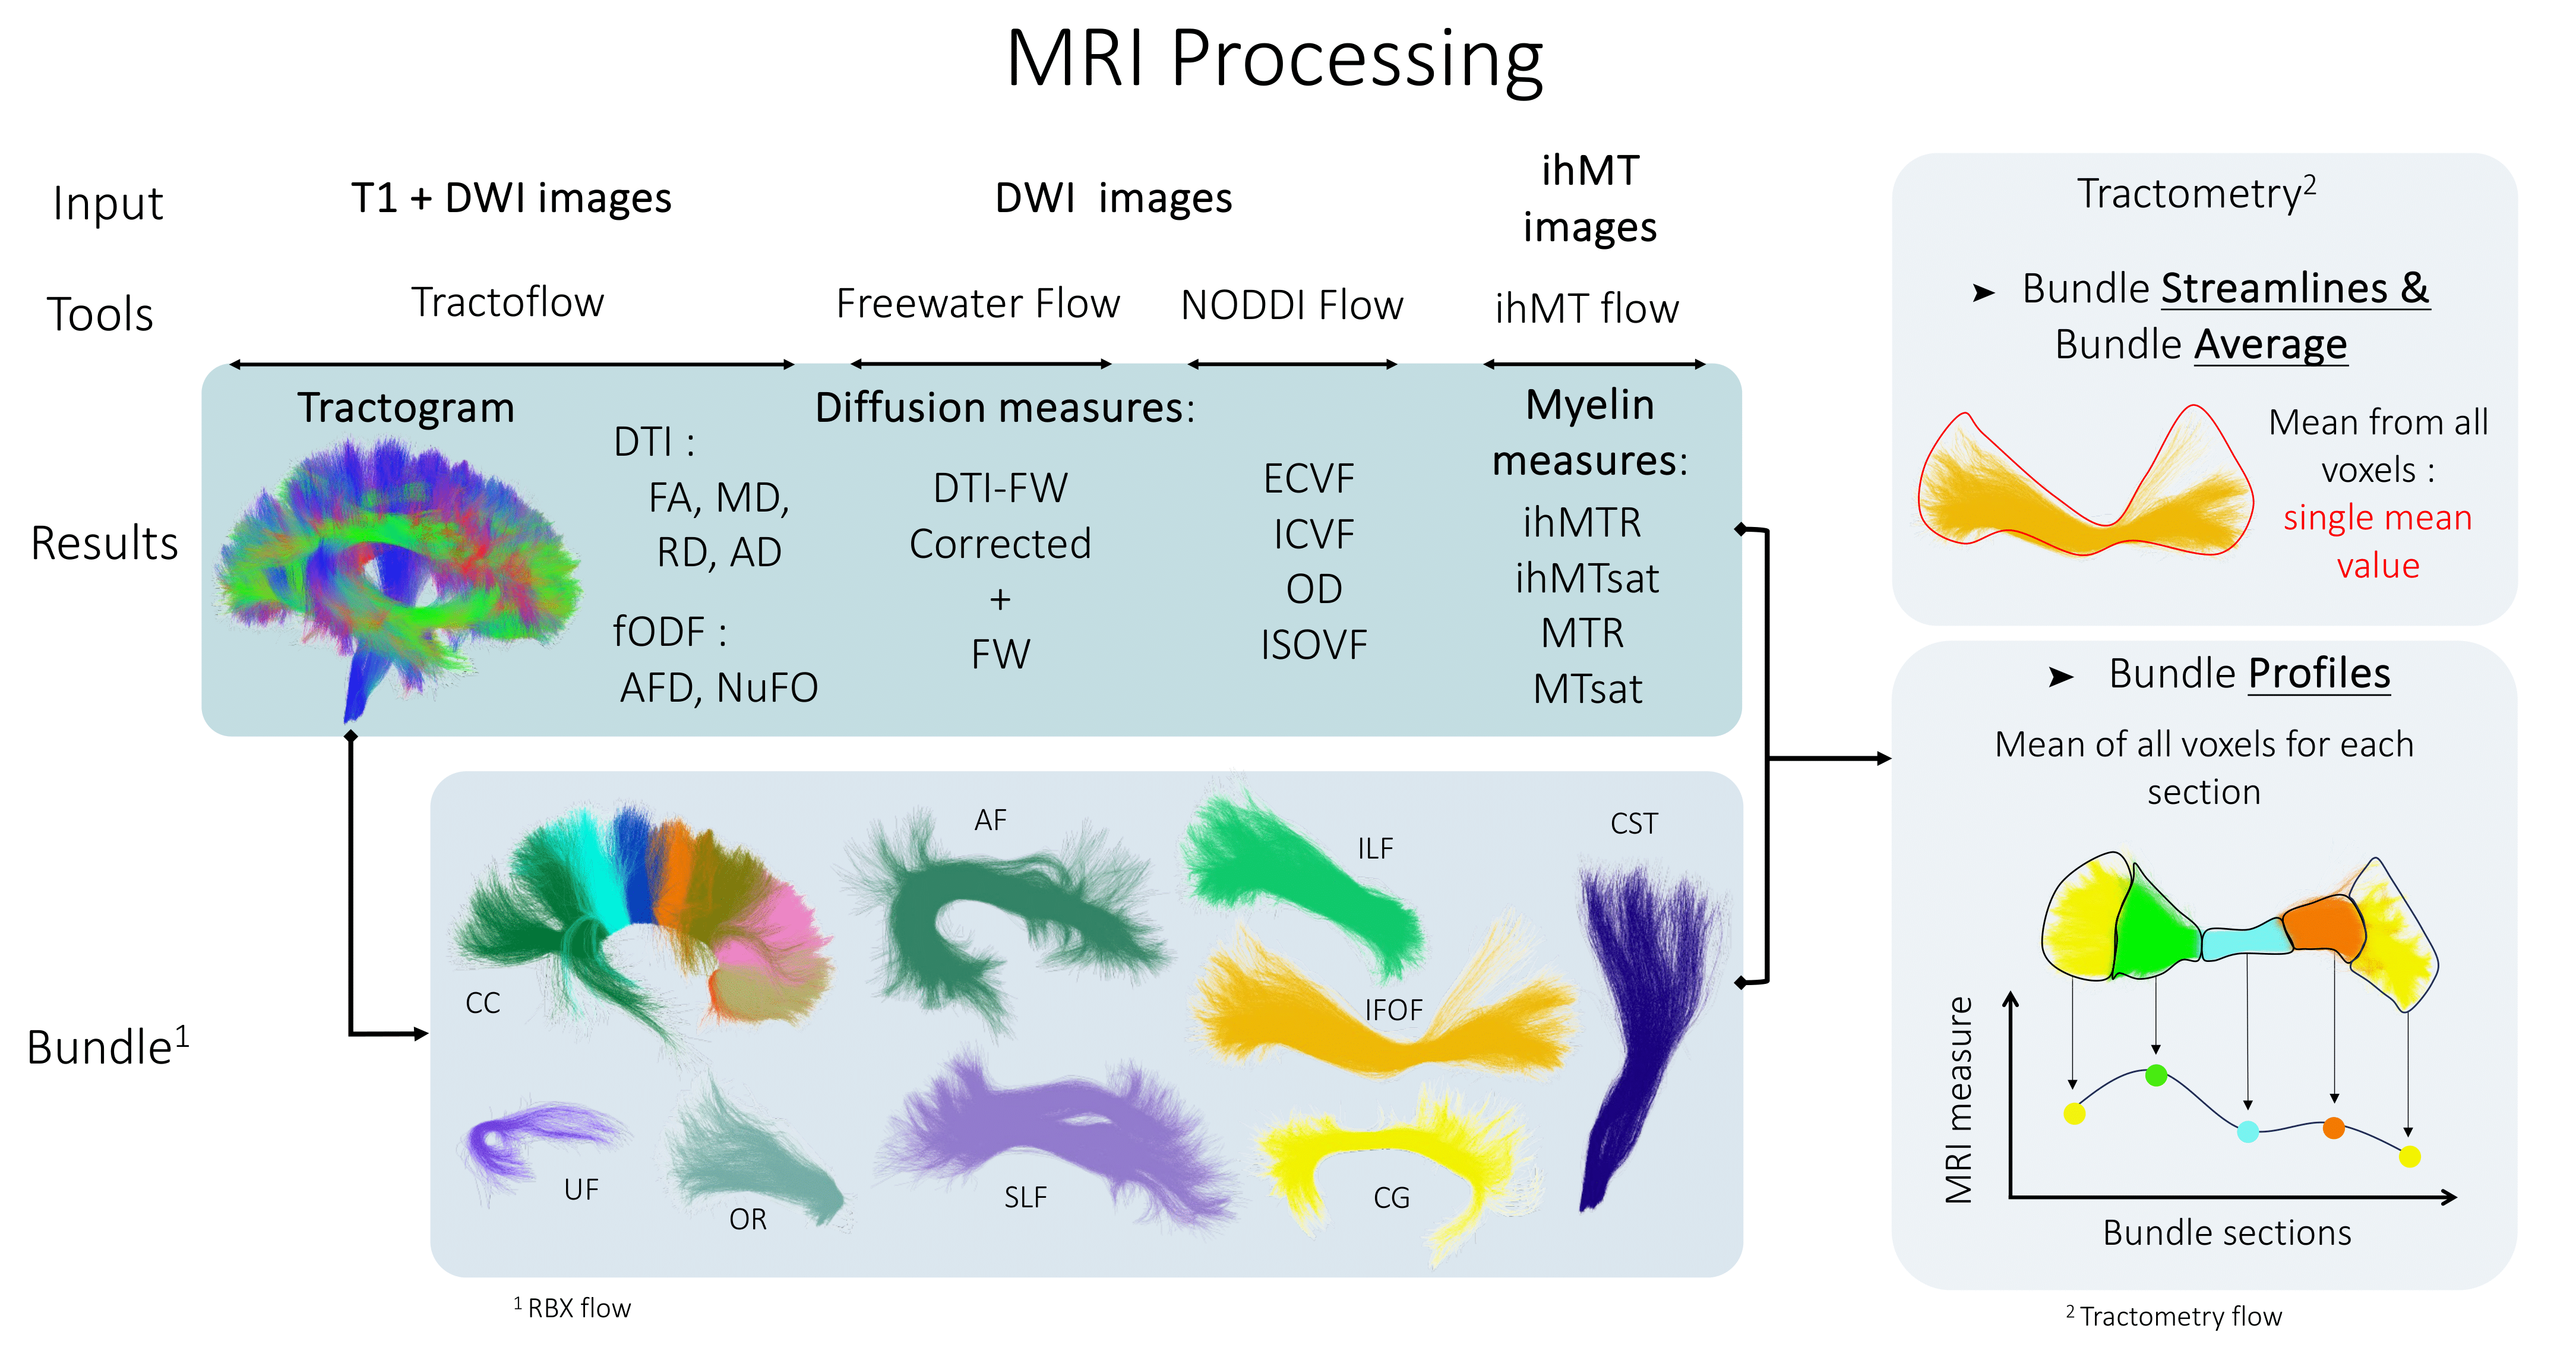 MRI Processing
Input
T1 + DWI images
DWI images
ihMT
images
Tools
Tractoflow
Freewater Flow
NODDI Flow
ihMT flow
Results
Tractogram
DTI :
FA, MD,
RD, AD
fODF :
AFD, NuFO
Diffusion measures:
DTI-FW
Corrected
+
FW
ECVF
ICVF
OD
ISOVF
Myelin
measures:
ihMTR
ihMTsat
MTR
MTsat
Bundle¹
CC
AF
ILF
CST
IFOF
UF
OR
SLF
CG
¹ RBX flow
Tractometry²
➤ Bundle Streamlines &
Bundle Average
Mean from all
voxels :
single mean
value
➤ Bundle Profiles
Mean of all voxels for each
section
MRI measure
Bundle sections
² Tractometry flow